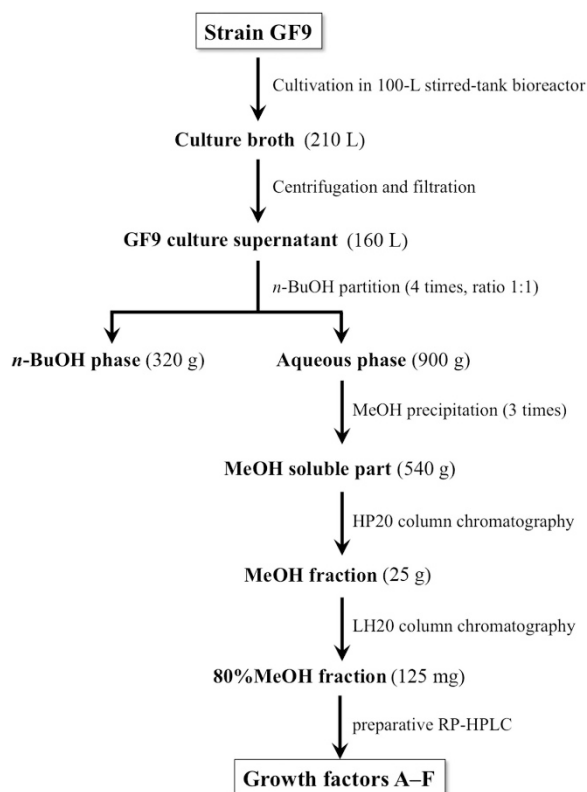 Strain GF9
Cultivation in 100-L stirred-tank bioreactor
Culture broth (210 L)
Centrifugation and filtration
GF9 culture supernatant (160 L)
n-BuOH partition (4 times, ratio 1:1)
n-BuOH phase (320 g)
Aqueous phase (900 g)
MeOH precipitation (3 times)
MeOH soluble part (540 g)
HP20 column chromatography
MeOH fraction (25 g)
LH20 column chromatography
80%MeOH fraction (125 mg)
preparative RP-HPLC
Growth factors A–F